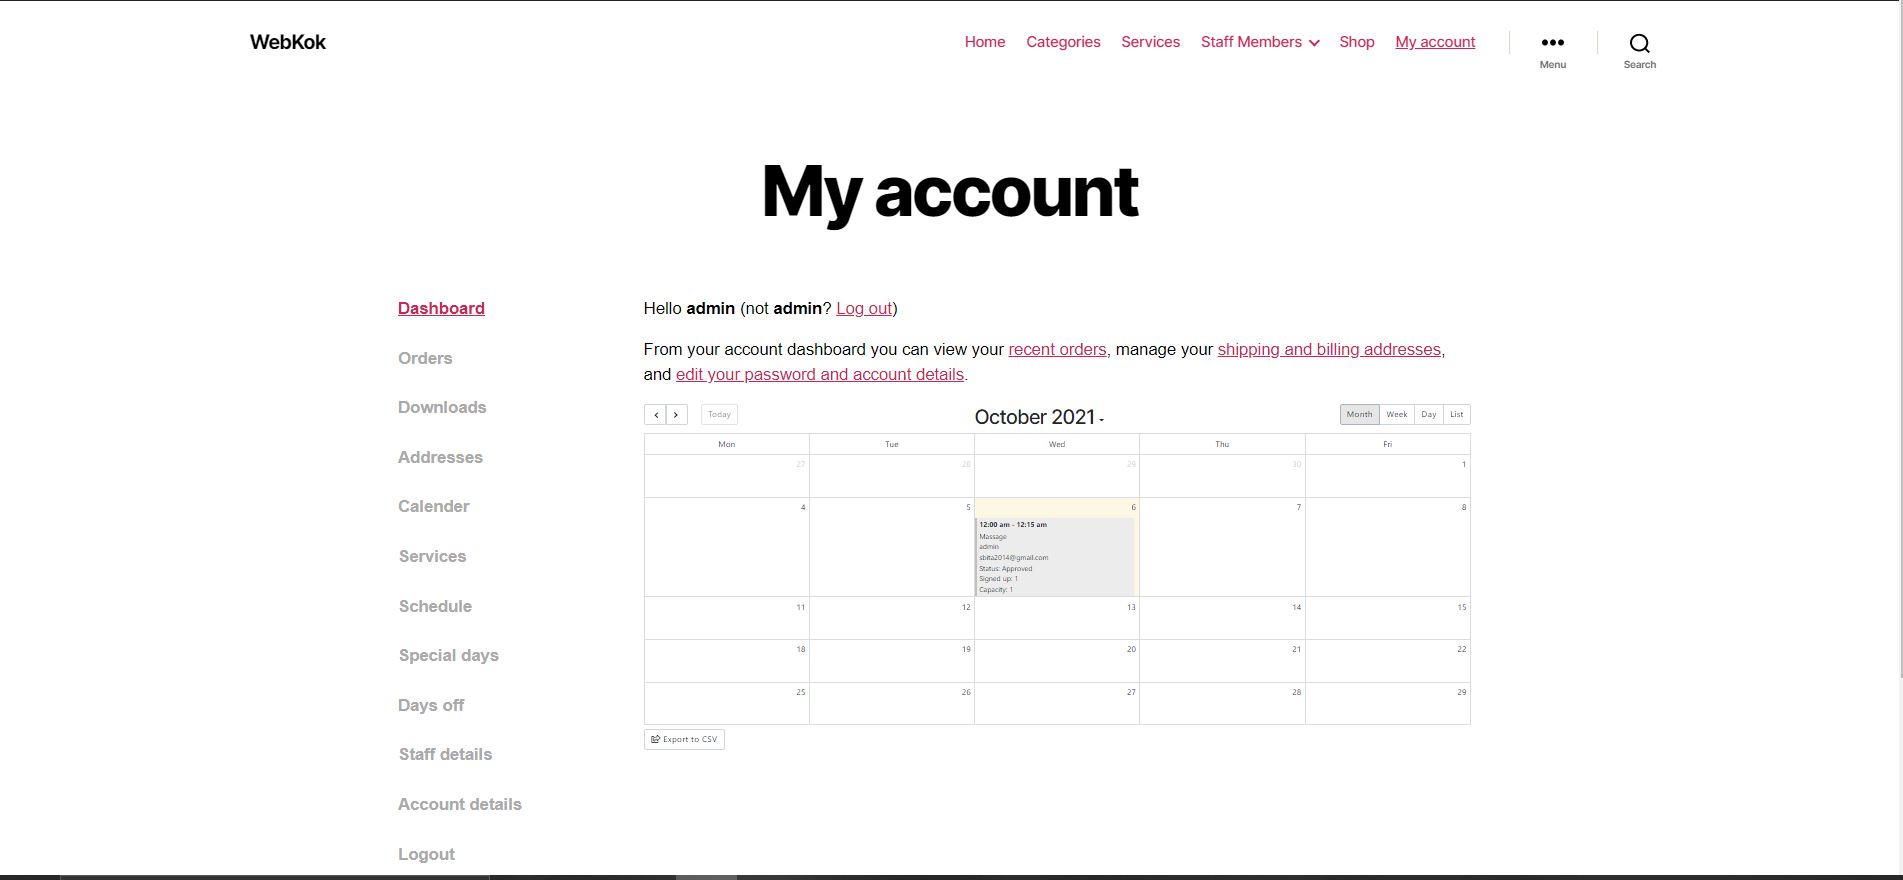 WebKok
Home Categories Services Staff Members Shop My account
Menu
Search
My account
Dashboard
Orders
Downloads
Addresses
Calender
Services
Schedule
Special days
Days off
Staff details
Account details
Logout
Hello admin (not admin? Log out)
From your account dashboard you can view your recent orders, manage your shipping and billing addresses,
and edit your password and account details.
Today
October 2021
Month Week Day List
Mon Tue Wed Thu Fri
27 28 29 30 1
4 5 6 7 8
12:00 am - 12:15 am
Massage
admin
sbita2014@gmail.com
Status: Approved
Signed up: 1
Capacity: 1
11 12 13 14 15
18 19 20 21 22
25 26 27 28 29
Export to CSV